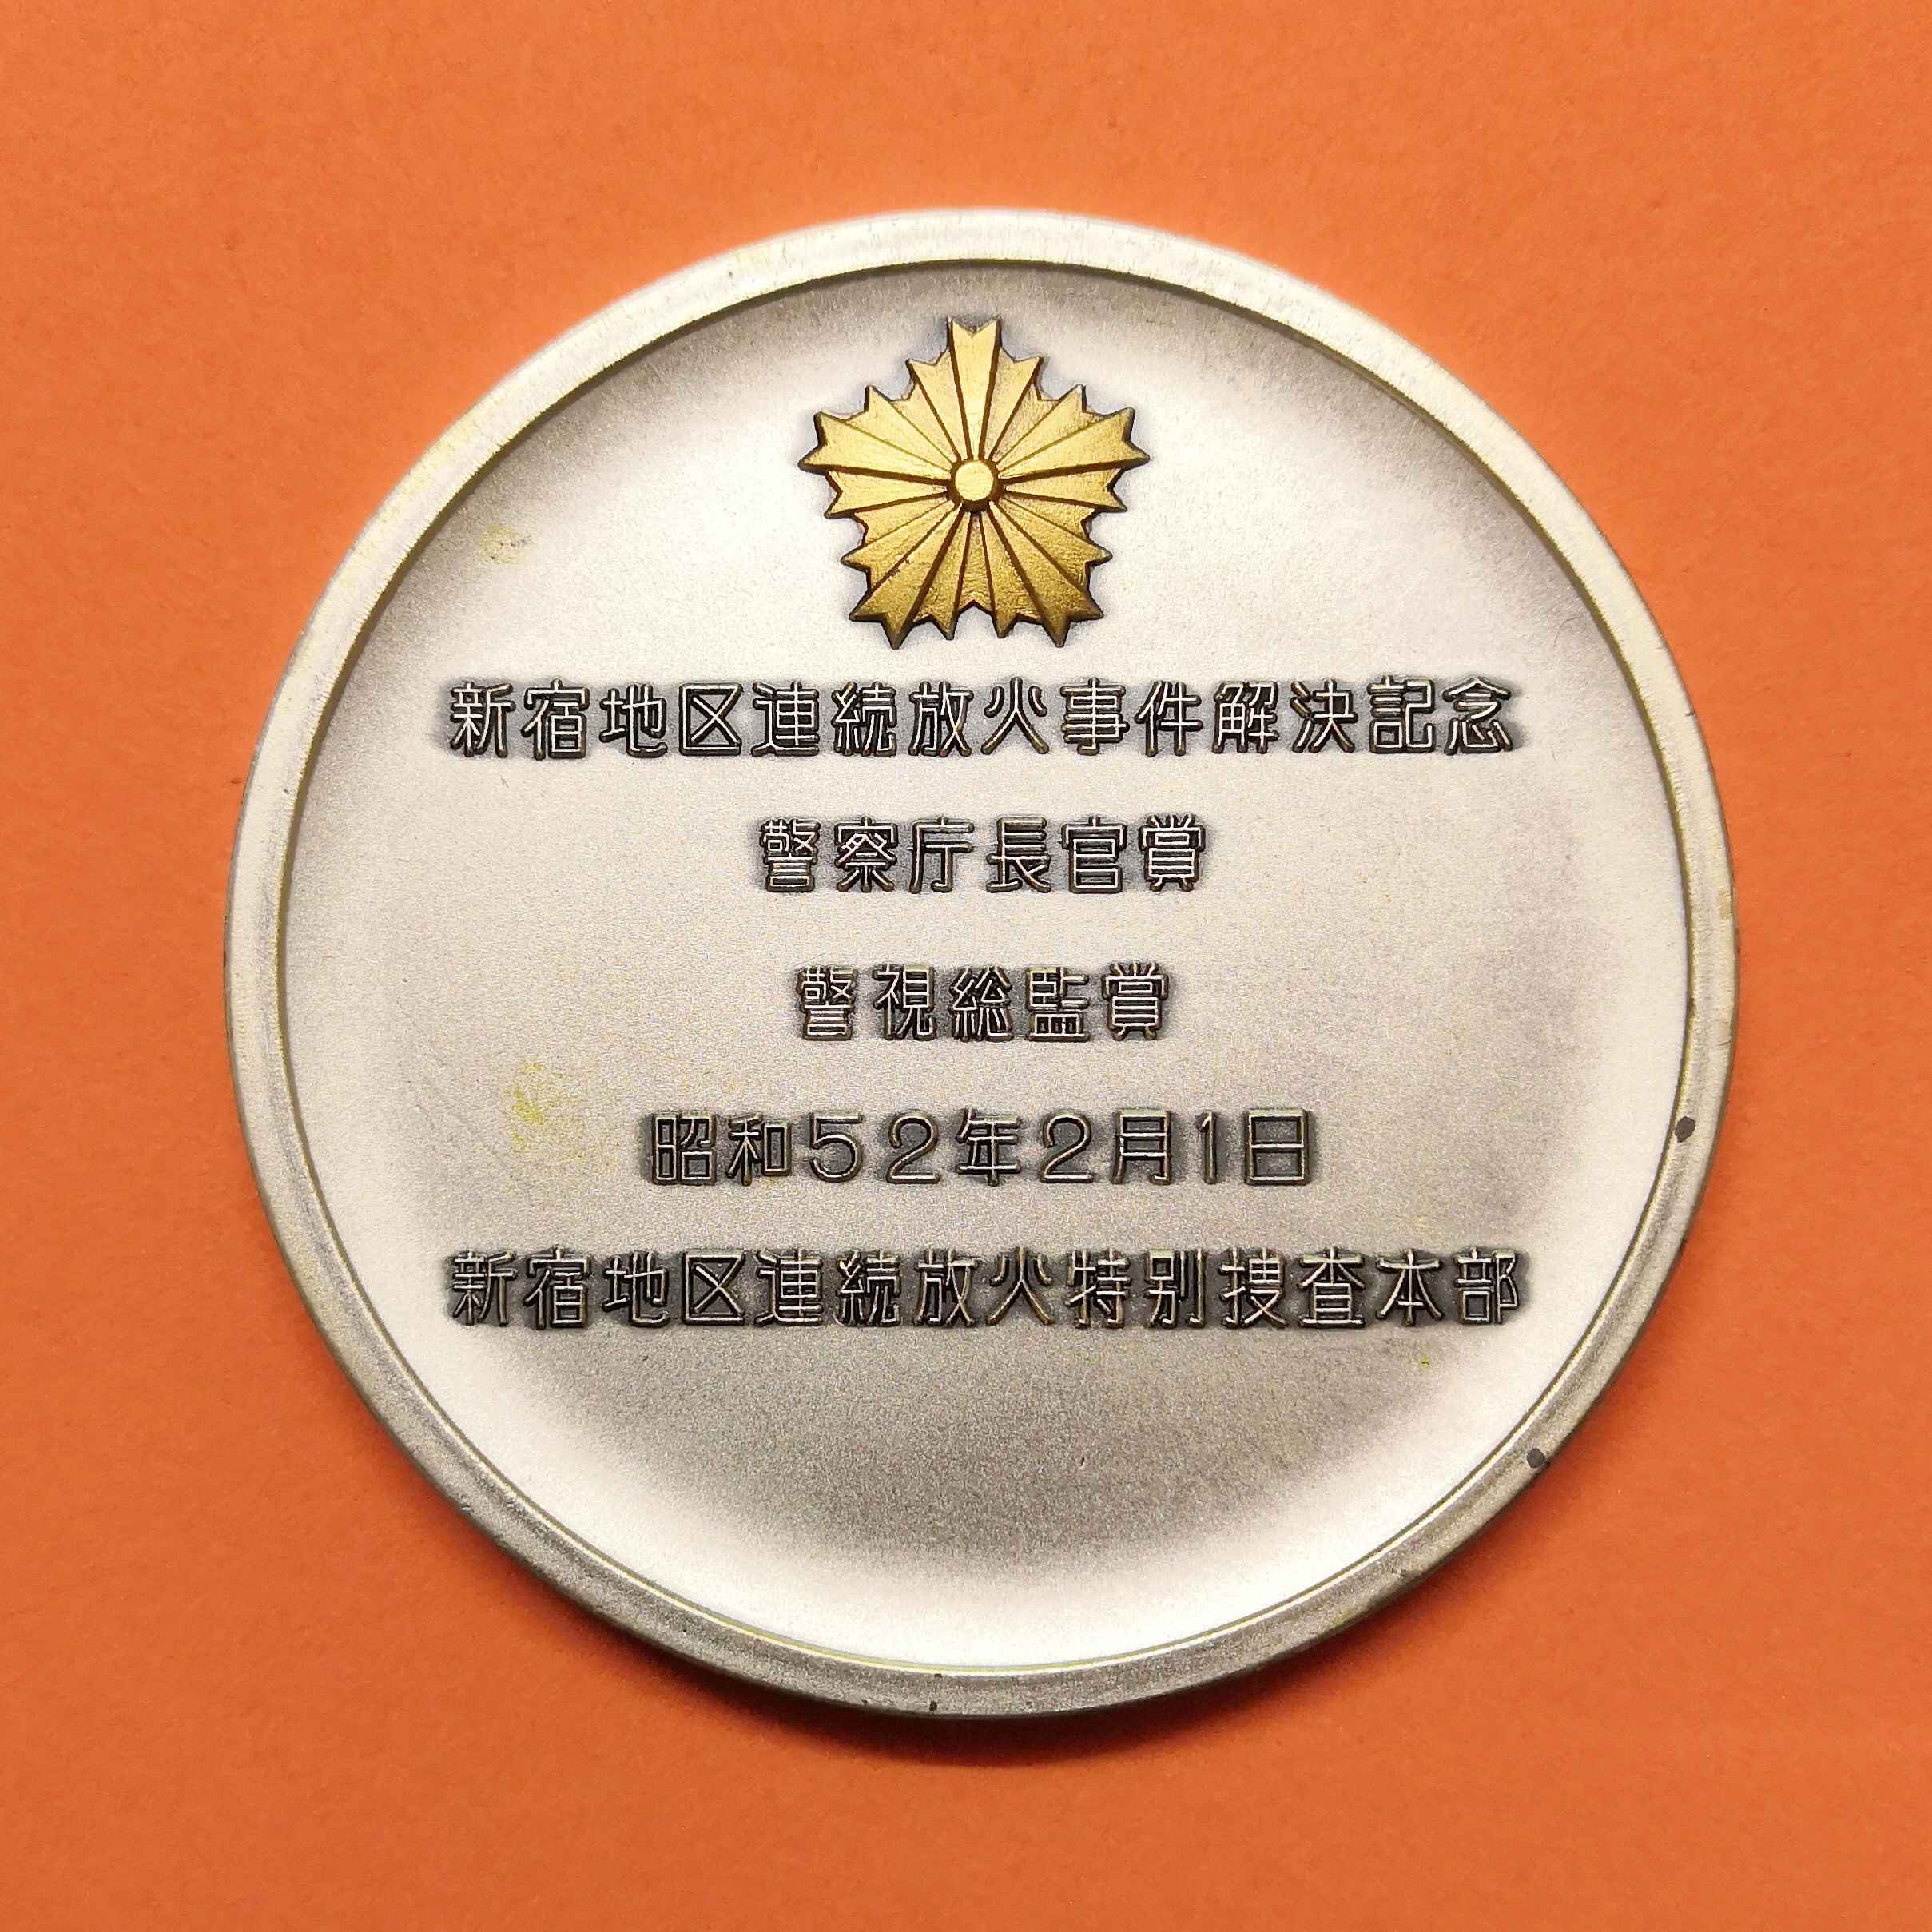 新宿地区連続放火事件解決記念
警察庁長官賞
警視総監賞
昭和52年2月1日
新宿地区連続放火特別捜査本部